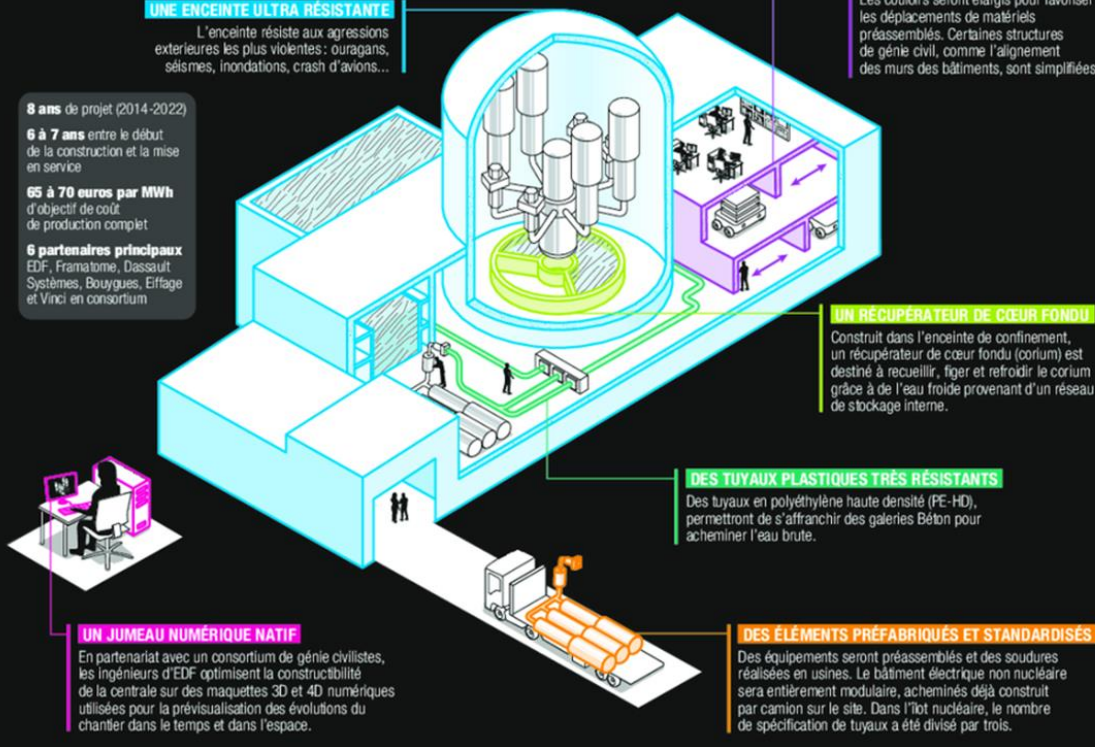 UNE ENCEINTE ULTRA RÉSISTANTE
L'enceinte résiste aux agressions
exterieures les plus violentes : ouragans,
séismes, inondations, crash d'avions...
Les couloirs seront élargis pour favoriser
les déplacements de matériels
préassemblés. Certaines structures
de génie civil, comme l'alignement
des murs des bâtiments, sont simplifiées
8 ans de projet (2014-2022)
6 à 7 ans entre le début
de la construction et la mise
en service
65 à 70 euros par MWh
d'objectif de coût
de production complet
6 partenaires principaux
EDF, Framatome, Dassault
Systèmes, Bouygues, Eiffage
et Vinci en consortium
UN RÉCUPÉRATEUR DE CŒUR FONDU
Construit dans l'enceinte de confinement,
un récupérateur de cœur fondu (corium) est
destiné à recueillir, figer et refroidir le corium
grâce à de l'eau froide provenant d'un réseau
de stockage interne.
DES TUYAUX PLASTIQUES TRÈS RÉSISTANTS
Des tuyaux en polyéthylène haute densité (PE-HD),
permettront de s'affranchir des galeries Béton pour
acheminer l'eau brute.
UN JUMEAU NUMÉRIQUE NATIF
En partenariat avec un consortium de génie civilistes,
les ingénieurs d'EDF optimisent la constructibilité
de la centrale sur des maquettes 3D et 4D numériques
utilisées pour la prévisualisation des évolutions du
chantier dans le temps et dans l'espace.
DES ÉLÉMENTS PRÉFABRIQUÉS ET STANDARDISÉS
Des équipements seront préassemblés et des soudures
réalisées en usines. Le bâtiment électrique non nucléaire
sera entièrement modulaire, acheminés déjà construit
par camion sur le site. Dans l'îlot nucléaire, le nombre
de spécification de tuyaux a été divisé par trois.